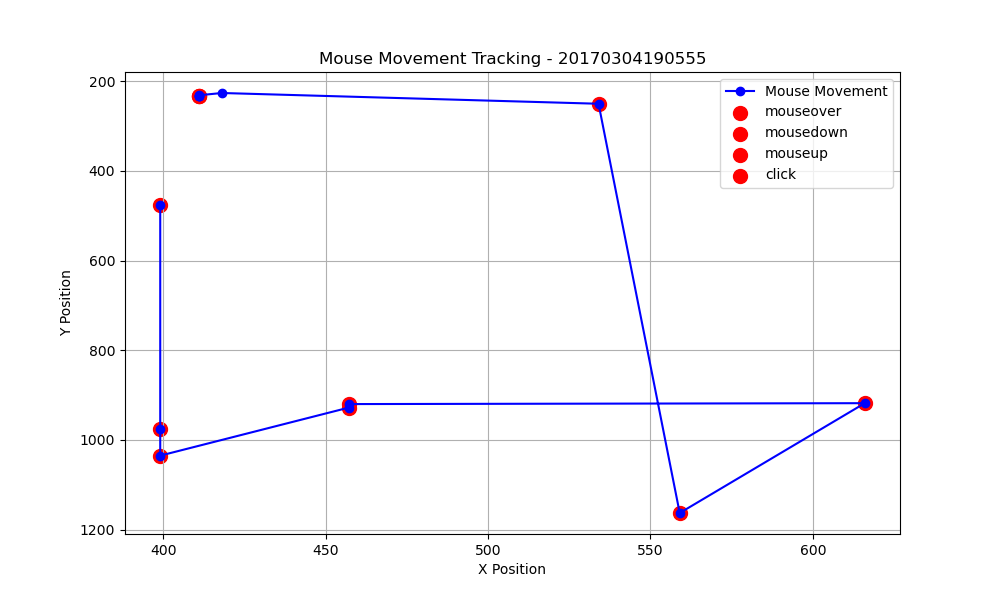 Mouse Movement Tracking - 20170304190555
Mouse Movement
mouseover
mousedown
mouseup
click
Y Position
200
400
600
800
1000
1200
400
450
500
550
600
X Position